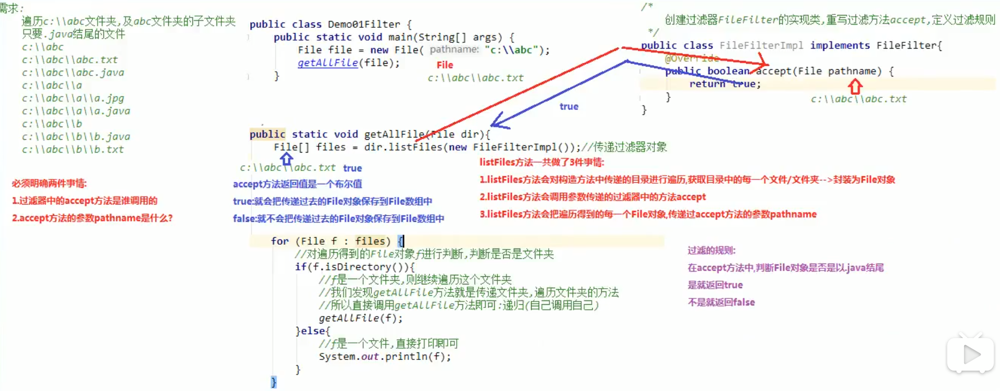 需求:
遍历c:\\abc文件夹,及abc文件夹的子文件夹
只要.java结尾的文件
c:\\abc
c:\\abc\\abc.txt
c:\\abc\\abc.java
c:\\abc\\a
c:\\abc\\a\\a.jpg
c:\\abc\\a\\a.java
c:\\abc\\b
c:\\abc\\b\\b.java
c:\\abc\\b\\b.txt
必须明确两件事情:
1.过滤器中的accept方法是谁调用的
2.accept方法的参数pathname是什么?
public class Demo01Filter {
public static void main(String[] args) {
File file = new File( pathname: "c:\\abc");
getAllFile(file);
File
}
c:\\abc\\abc.txt
/*
创建过滤器FileFilter的实现类,重写过滤方法accept,定义过滤规则
*/
public class FileFilterImpl implements FileFilter{
@Override
public boolean accept(File pathname) {
return true;
}
c:\\abc\\abc.txt
}
true
public static void getAllFile(File dir){
File[] files = dir.listFiles(new FileFilterImpl());//传递过滤器对象
c:\\abc\\abc.txt true
accept方法返回值是一个布尔值
true:就会把传递过去的File对象保存到File数组中
false:就不会把传递过去的File对象保存到File数组中
listFiles方法一共做了3件事情:
1.listFiles方法会对构造方法中传递的目录进行遍历,获取目录中的每一个文件/文件夹-->封装为File对象
2.listFiles方法会调用参数传递的过滤器中的方法accept
3.listFiles方法会把遍历得到的每一个File对象,传递过accept方法的参数pathname
for (File f : files) {
//对遍历得到的File对象f进行判断,判断是否是文件夹
if(f.isDirectory()){
//f是一个文件夹,则继续遍历这个文件夹
//我们发现getAllFile方法就是传递文件夹,遍历文件夹的方法
//所以直接调用getAllFile方法即可:递归(自己调用自己)
getAllFile(f);
}else{
//f是一个文件,直接打印即可
System.out.println(f);
}
}
过滤的规则:
在accept方法中,判断File对象是否是以.java结尾
是就返回true
不是就返回false